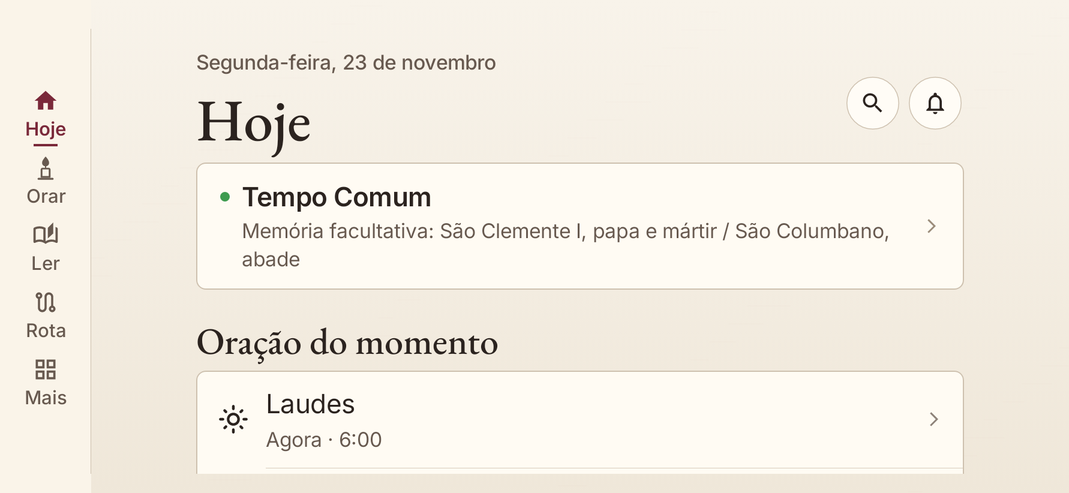 Segunda-feira, 23 de novembro
Hoje
Hoje
Orar
Ler
Rota
Mais
Tempo Comum
Memória facultativa: São Clemente I, papa e mártir / São Columbano,
abade
Oração do momento
Laudes
Agora · 6:00